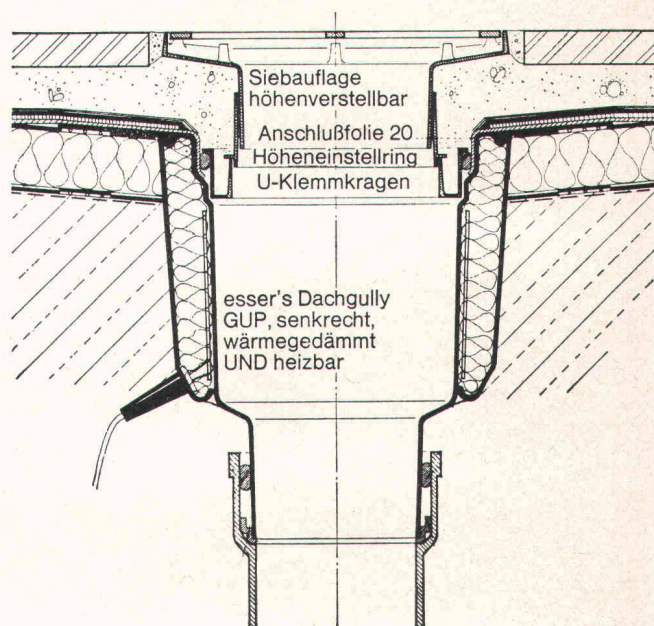 Siebauflage
höhenverstellbar
Anschlußfolie 20
Höheneinstellring
U-Klemmkragen
esser's Dachgully
GUP, senkrecht,
wärmegedämmt
UND heizbar